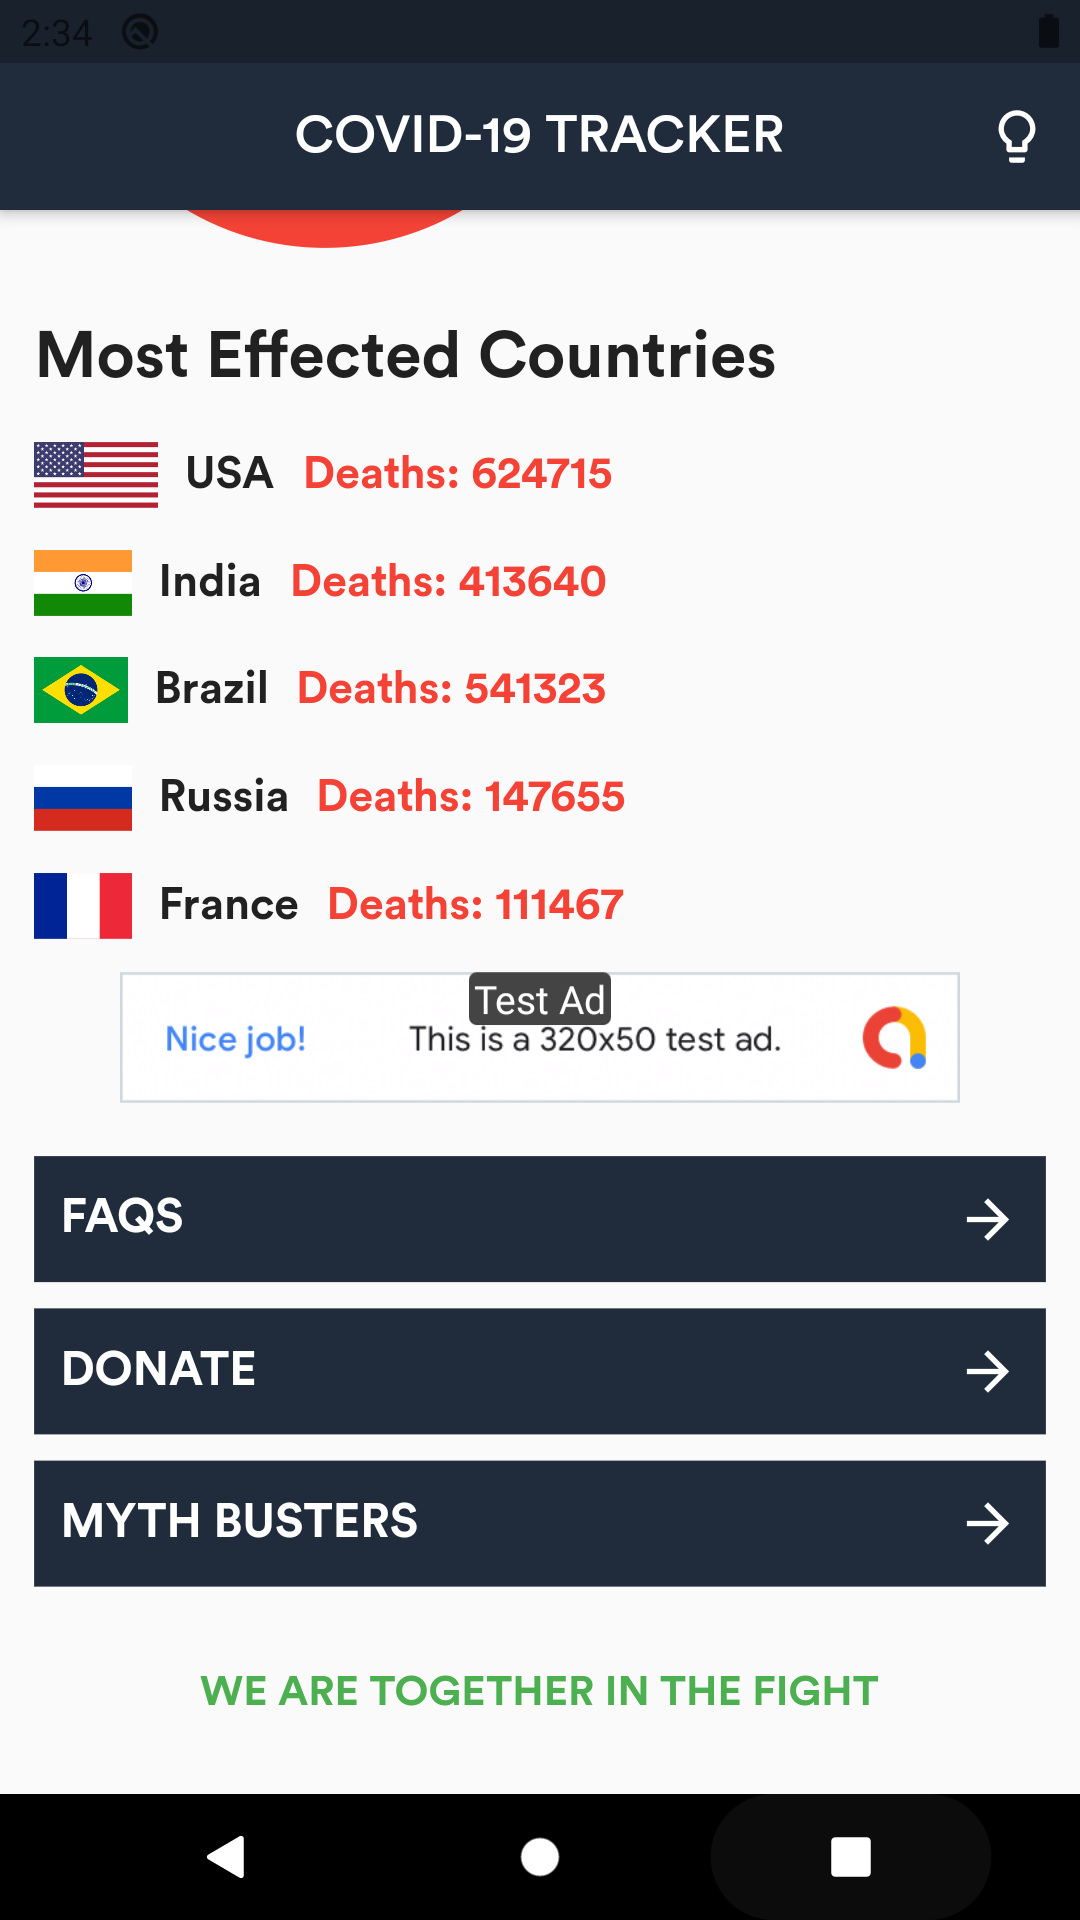 2:34
COVID-19 TRACKER
Most Effected Countries
USA Deaths: 624715
India Deaths: 413640
Brazil Deaths: 541323
Russia Deaths: 147655
France Deaths: 111467
Test Ad
Nice job! This is a 320x50 test ad.
FAQS
DONATE
MYTH BUSTERS
WE ARE TOGETHER IN THE FIGHT